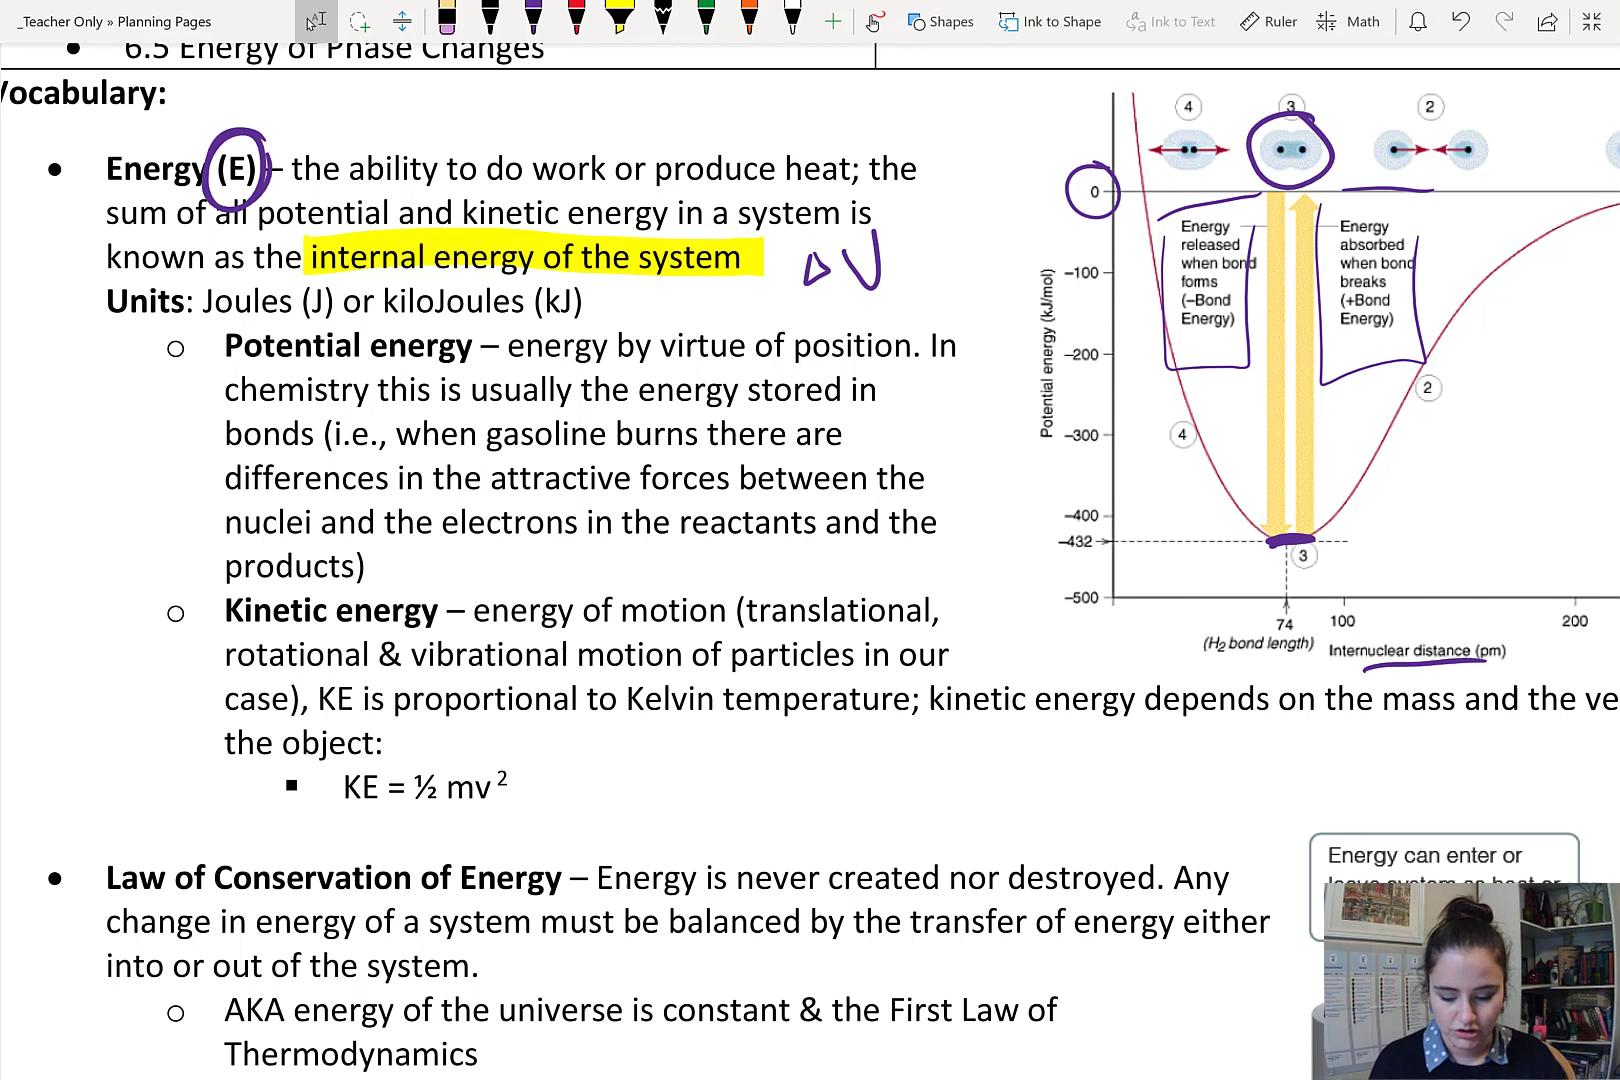 _Teacher Only » Planning Pages
Shapes
Ink to Shape
Ink to Text
Ruler
Math
6.5 Energy of Phase Changes
Vocabulary:
Energy (E) – the ability to do work or produce heat; the
sum of all potential and kinetic energy in a system is
known as the internal energy of the system
Δ U
Units: Joules (J) or kiloJoules (kJ)
Potential energy – energy by virtue of position. In
chemistry this is usually the energy stored in
bonds (i.e., when gasoline burns there are
differences in the attractive forces between the
nuclei and the electrons in the reactants and the
products)
Kinetic energy – energy of motion (translational,
rotational & vibrational motion of particles in our
case), KE is proportional to Kelvin temperature; kinetic energy depends on the mass and the ve
the object:
KE = ½ mv²
Law of Conservation of Energy – Energy is never created nor destroyed. Any
change in energy of a system must be balanced by the transfer of energy either
into or out of the system.
AKA energy of the universe is constant & the First Law of
Thermodynamics
4
3
2
0
–100
–200
–300
–400
–432
–500
Potential energy (kJ/mol)
Energy
released
when bond
forms
(–Bond
Energy)
Energy
absorbed
when bond
breaks
(+Bond
Energy)
4
2
3
74
100
200
(H₂ bond length)
Internuclear distance (pm)
Energy can enter or